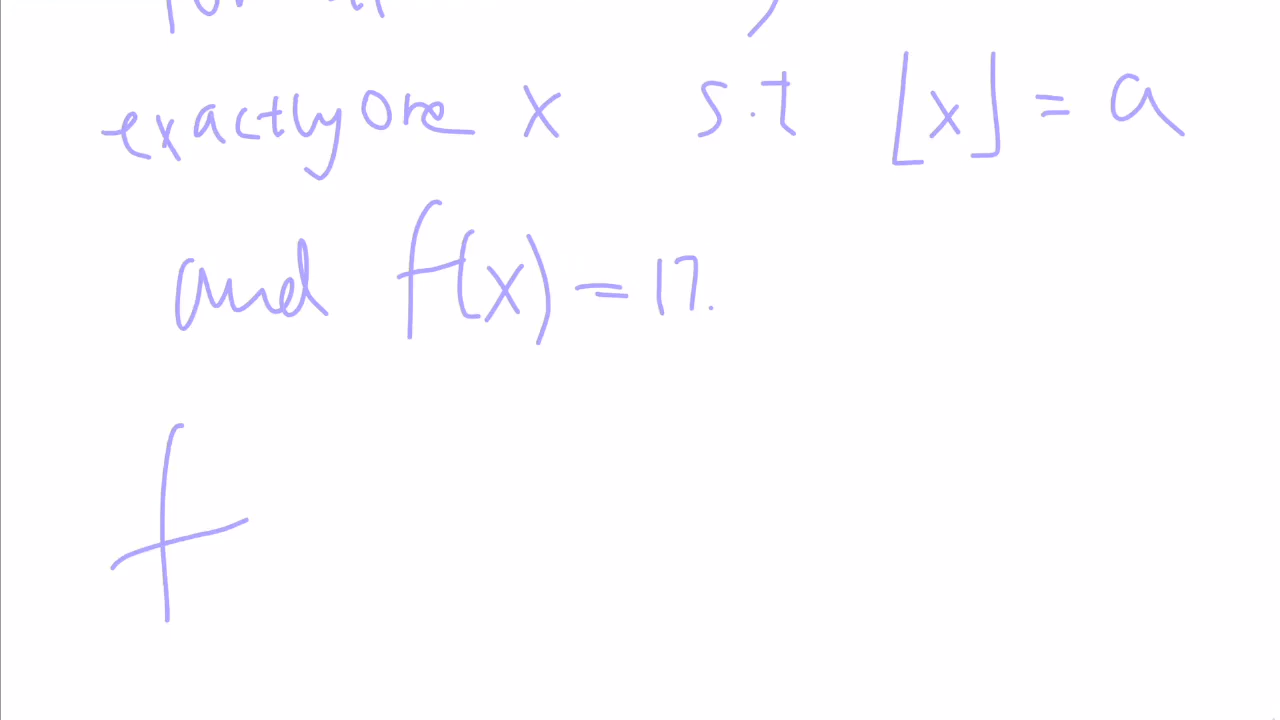 exactly one x s.t ⌊x⌋ = a
and f(x) = 17.
f